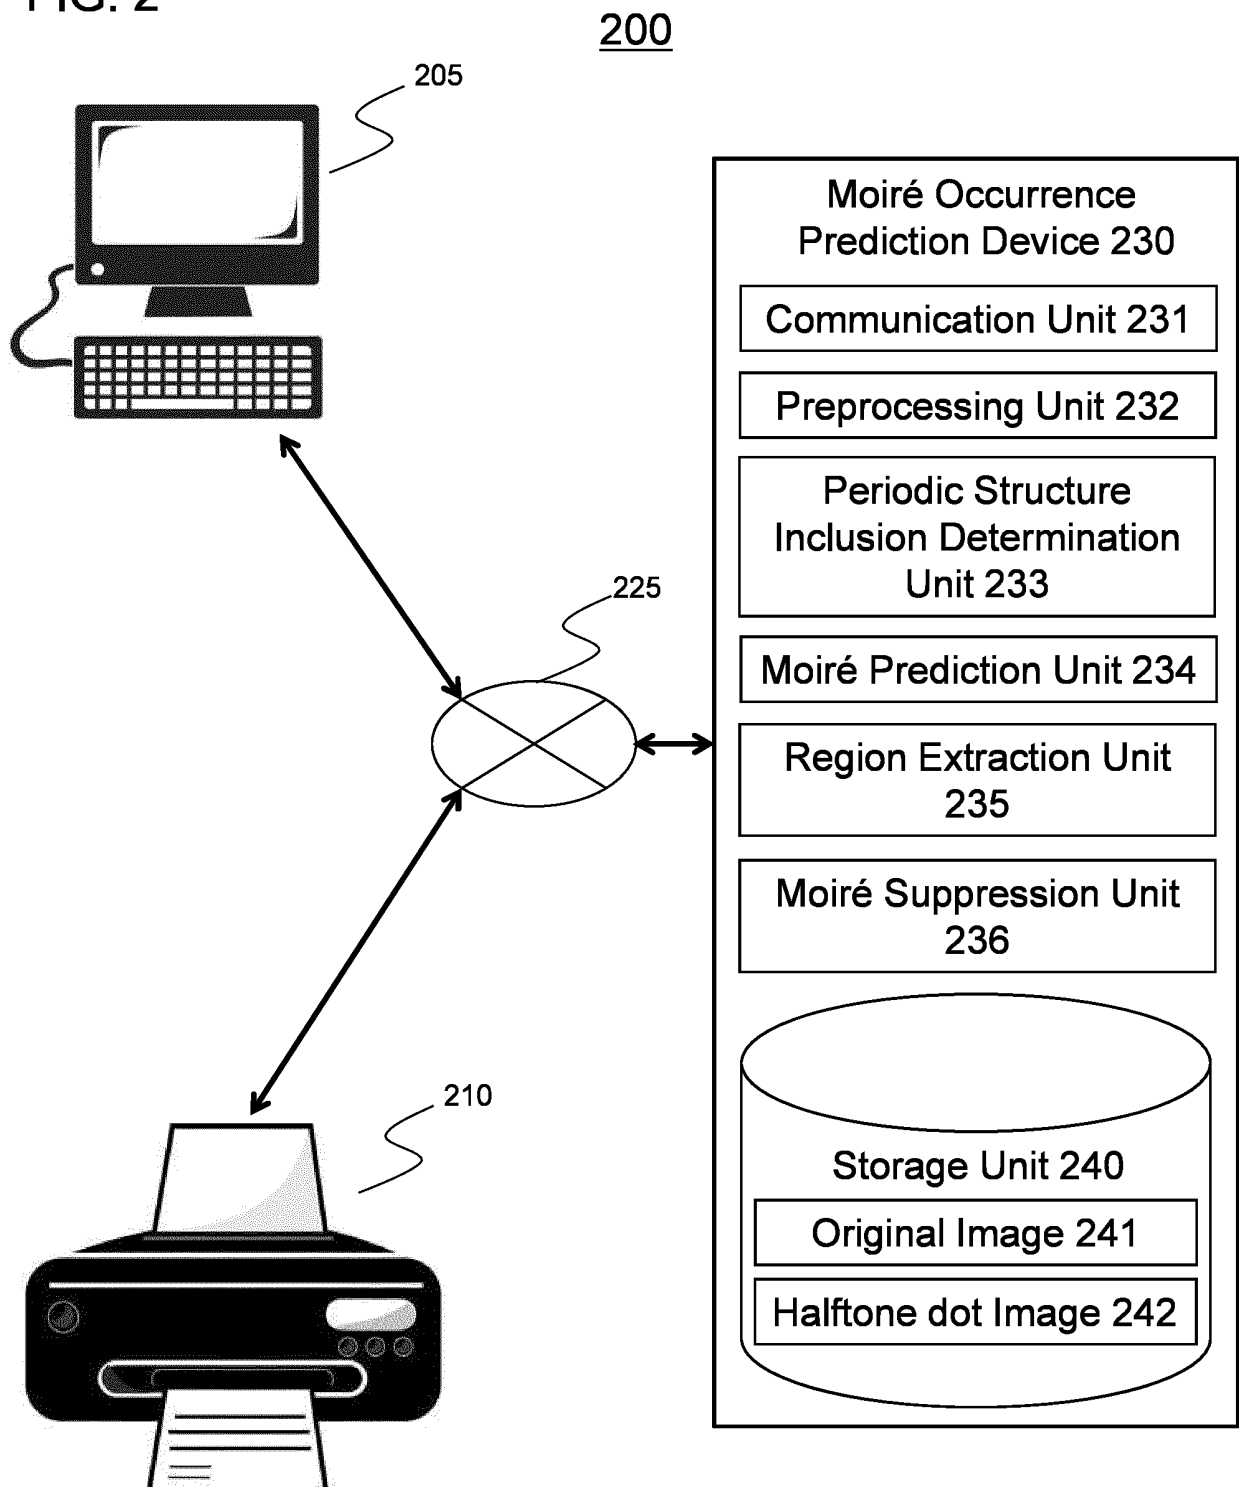 FIG. 2
200
205
Moiré Occurrence
Prediction Device 230
Communication Unit 231
Preprocessing Unit 232
Periodic Structure
Inclusion Determination
Unit 233
225
Moiré Prediction Unit 234
Region Extraction Unit
235
Moiré Suppression Unit
236
210
Storage Unit 240
Original Image 241
Halftone dot Image 242